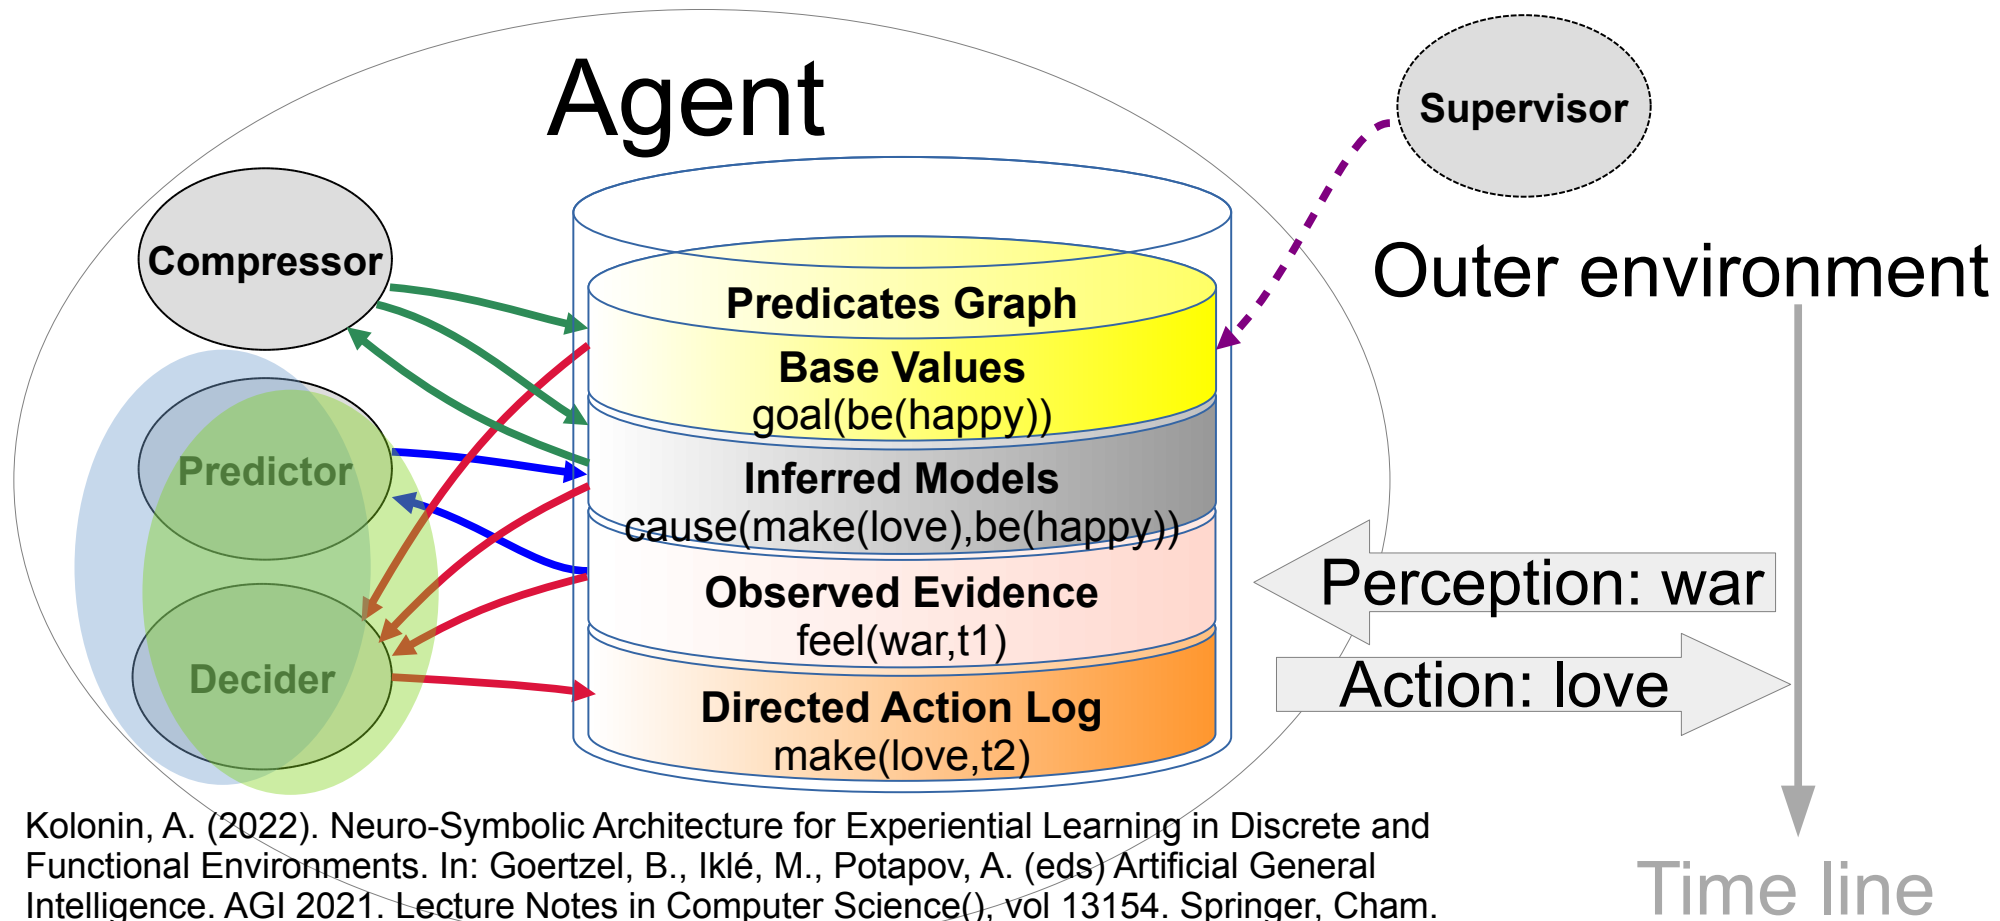 Agent
Supervisor
Compressor
Outer environment
Predicates Graph
Base Values
goal(be(happy))
Predictor
Inferred Models
cause(make(love),be(happy))
Perception: war
Observed Evidence
feel(war,t1)
Decider
Action: love
Directed Action Log
make(love,t2)
Kolonin, A. (2022). Neuro-Symbolic Architecture for Experiential Learning in Discrete and
Functional Environments. In: Goertzel, B., Iklé, M., Potapov, A. (eds) Artificial General
Intelligence. AGI 2021. Lecture Notes in Computer Science(), vol 13154. Springer, Cham.
Time line